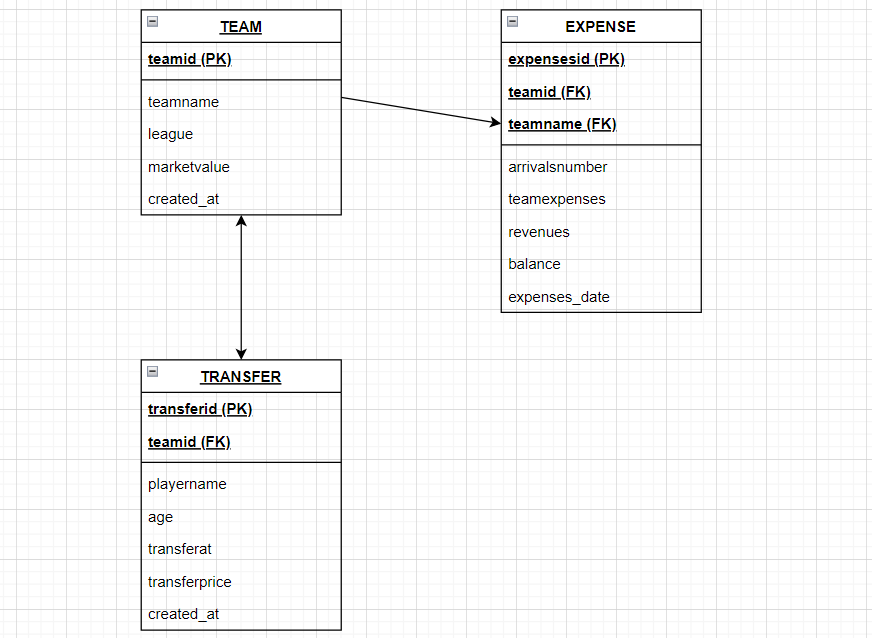 TEAM
teamid (PK)
teamname
league
marketvalue
created_at
EXPENSE
expensesid (PK)
teamid (FK)
teamname (FK)
arrivalsnumber
teamexpenses
revenues
balance
expenses_date
TRANSFER
transferid (PK)
teamid (FK)
playername
age
transferat
transferprice
created_at